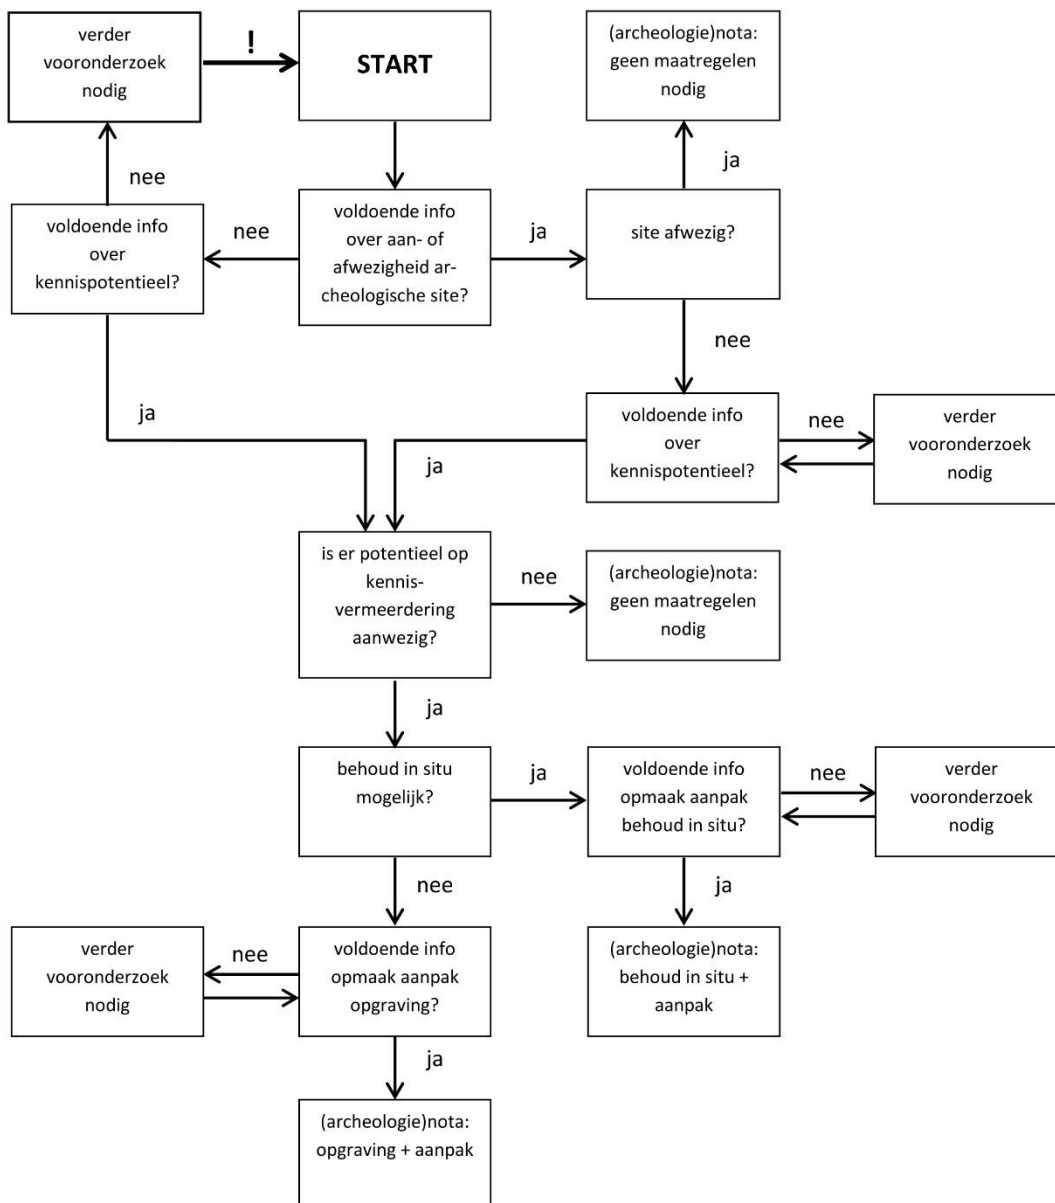 verder
vooronderzoek
nodig
!
START
(archeologie)nota:
geen maatregelen
nodig
nee
ja
voldoende info
over
kennispotentieel?
nee
voldoende info
over aan- of
afwezigheid ar-
cheologische site?
ja
site afwezig?
nee
ja
voldoende info
over
kennispotentieel?
nee
verder
vooronderzoek
nodig
ja
is er potentieel op
kennis-
vermeerdering
aanwezig?
nee
(archeologie)nota:
geen maatregelen
nodig
ja
behoud in situ
mogelijk?
ja
voldoende info
opmaak aanpak
behoud in situ?
nee
verder
vooronderzoek
nodig
nee
ja
verder
vooronderzoek
nodig
nee
voldoende info
opmaak aanpak
opgraving?
(archeologie)nota:
behoud in situ +
aanpak
ja
(archeologie)nota:
opgraving + aanpak